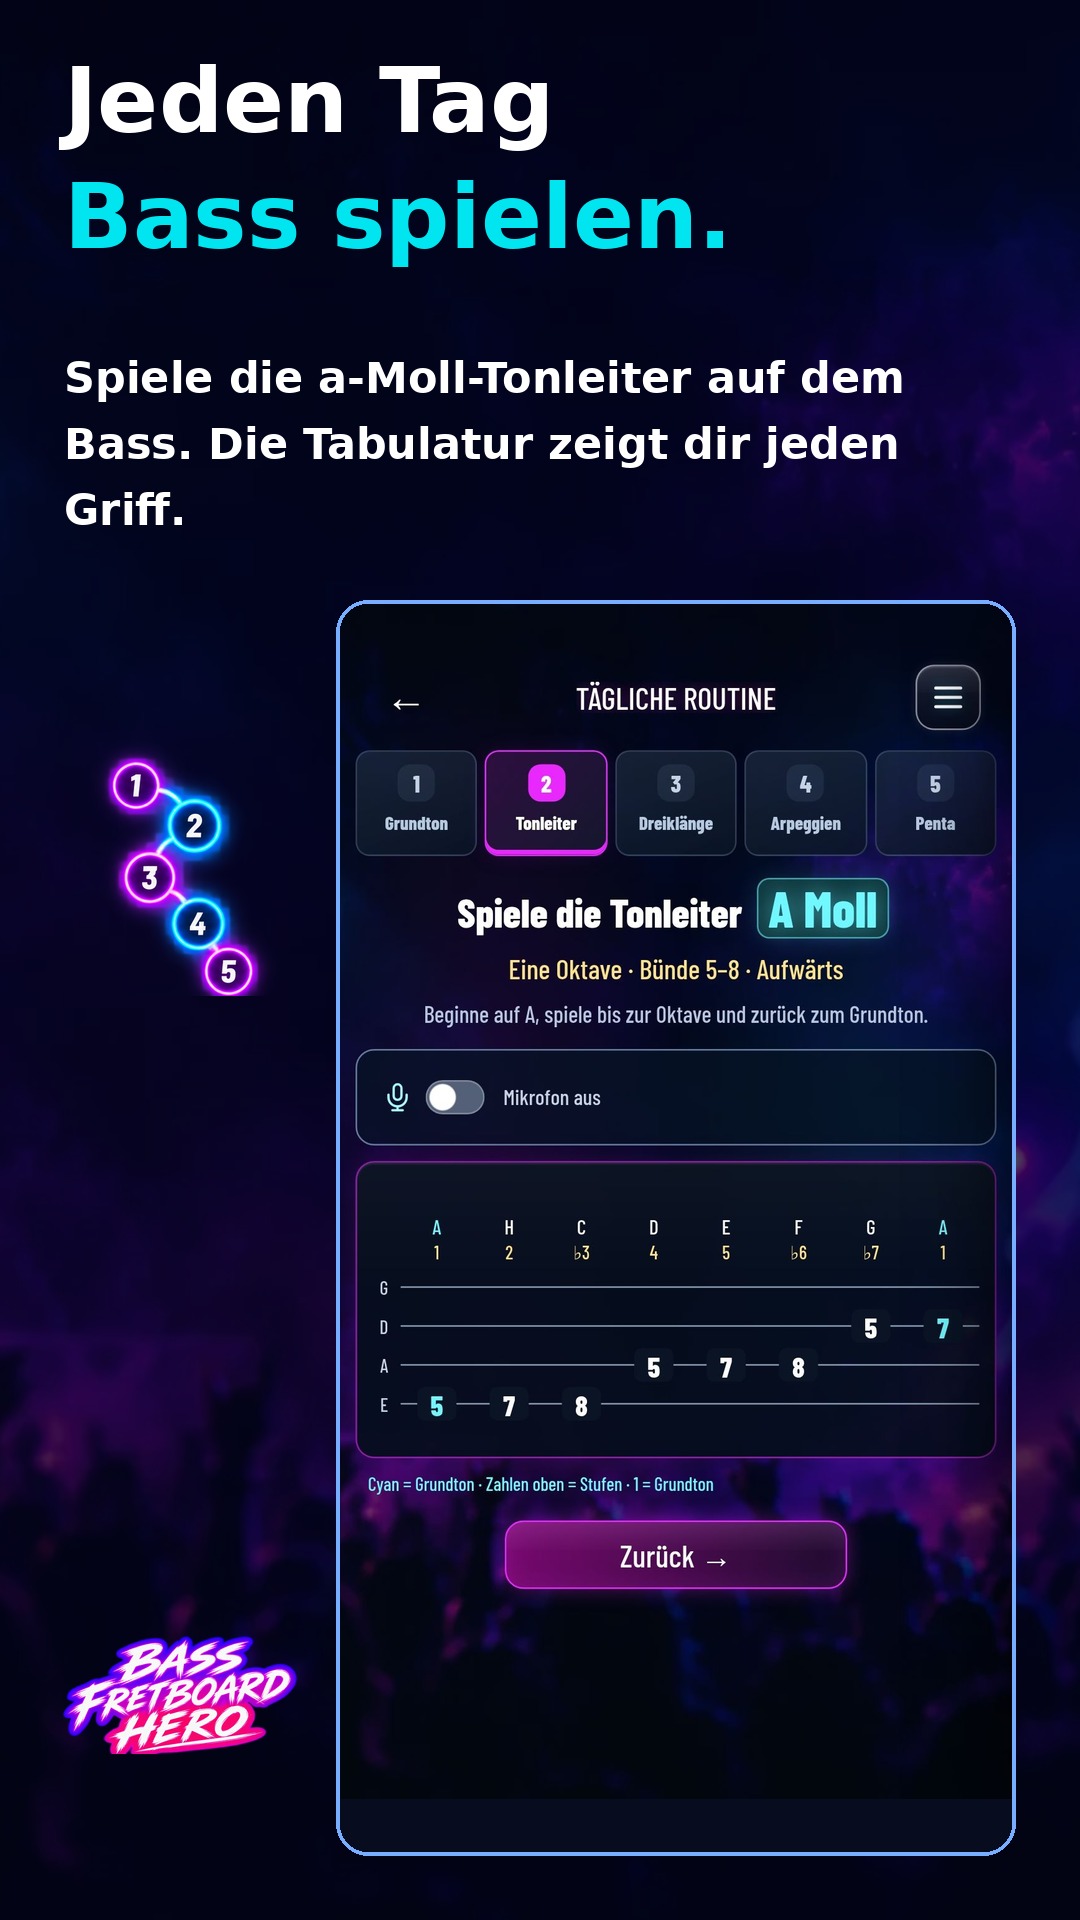 Jeden Tag
Bass spielen.
Spiele die a-Moll-Tonleiter auf dem
Bass. Die Tabulatur zeigt dir jeden
Griff.
← TÄGLICHE ROUTINE
1 2 3 4 5
Grundton Tonleiter Dreiklänge Arpeggien Penta
1
2
3
4
5
Spiele die Tonleiter A Moll
Eine Oktave · Bünde 5–8 · Aufwärts
Beginne auf A, spiele bis zur Oktave und zurück zum Grundton.
Mikrofon aus
A H C D E F G A
1 2 ♭3 4 5 ♭6 ♭7 1
G
D 5 7
A 5 7 8
E 5 7 8
Cyan = Grundton · Zahlen oben = Stufen · 1 = Grundton
Zurück →
BASS
FRETBOARD
HERO